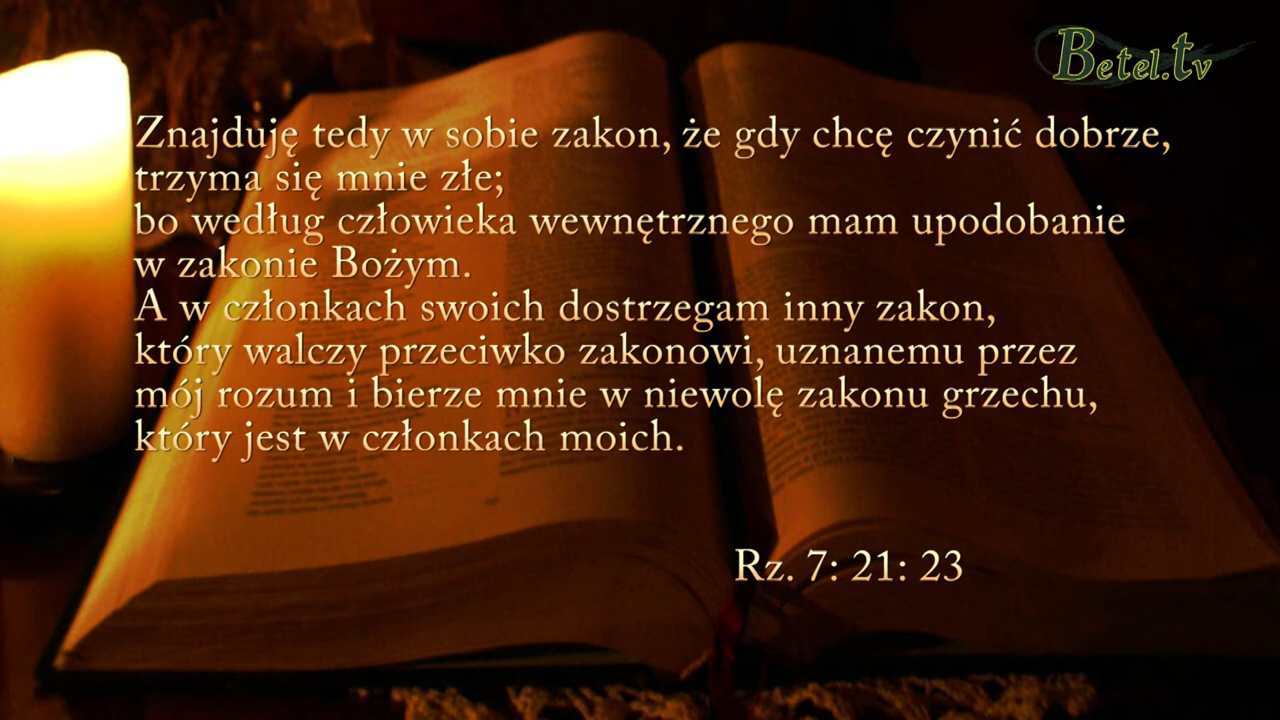 Betel.tv
Znajduję tedy w sobie zakon, że gdy chcę czynić dobrze,
trzyma się mnie złe;
bo według człowieka wewnętrznego mam upodobanie
w zakonie Bożym.
A w członkach swoich dostrzegam inny zakon,
który walczy przeciwko zakonowi, uznanemu przez
mój rozum i bierze mnie w niewolę zakonu grzechu,
który jest w członkach moich.
Rz. 7: 21: 23